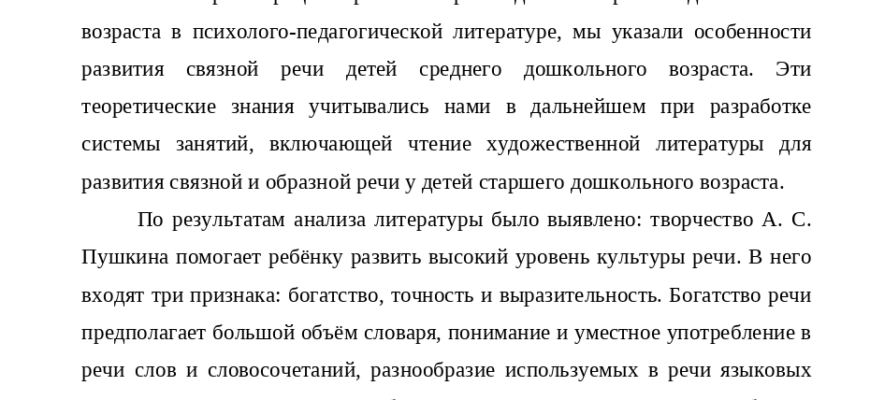 возраста в психолого-педагогической литературе, мы указали особенности
развития связной речи детей среднего дошкольного возраста. Эти
теоретические знания учитывались нами в дальнейшем при разработке
системы занятий, включающей чтение художественной литературы для
развития связной и образной речи у детей старшего дошкольного возраста.
По результатам анализа литературы было выявлено: творчество А. С.
Пушкина помогает ребёнку развить высокий уровень культуры речи. В него
входят три признака: богатство, точность и выразительность. Богатство речи
предполагает большой объём словаря, понимание и уместное употребление в
речи слов и словосочетаний, разнообразие используемых в речи языковых